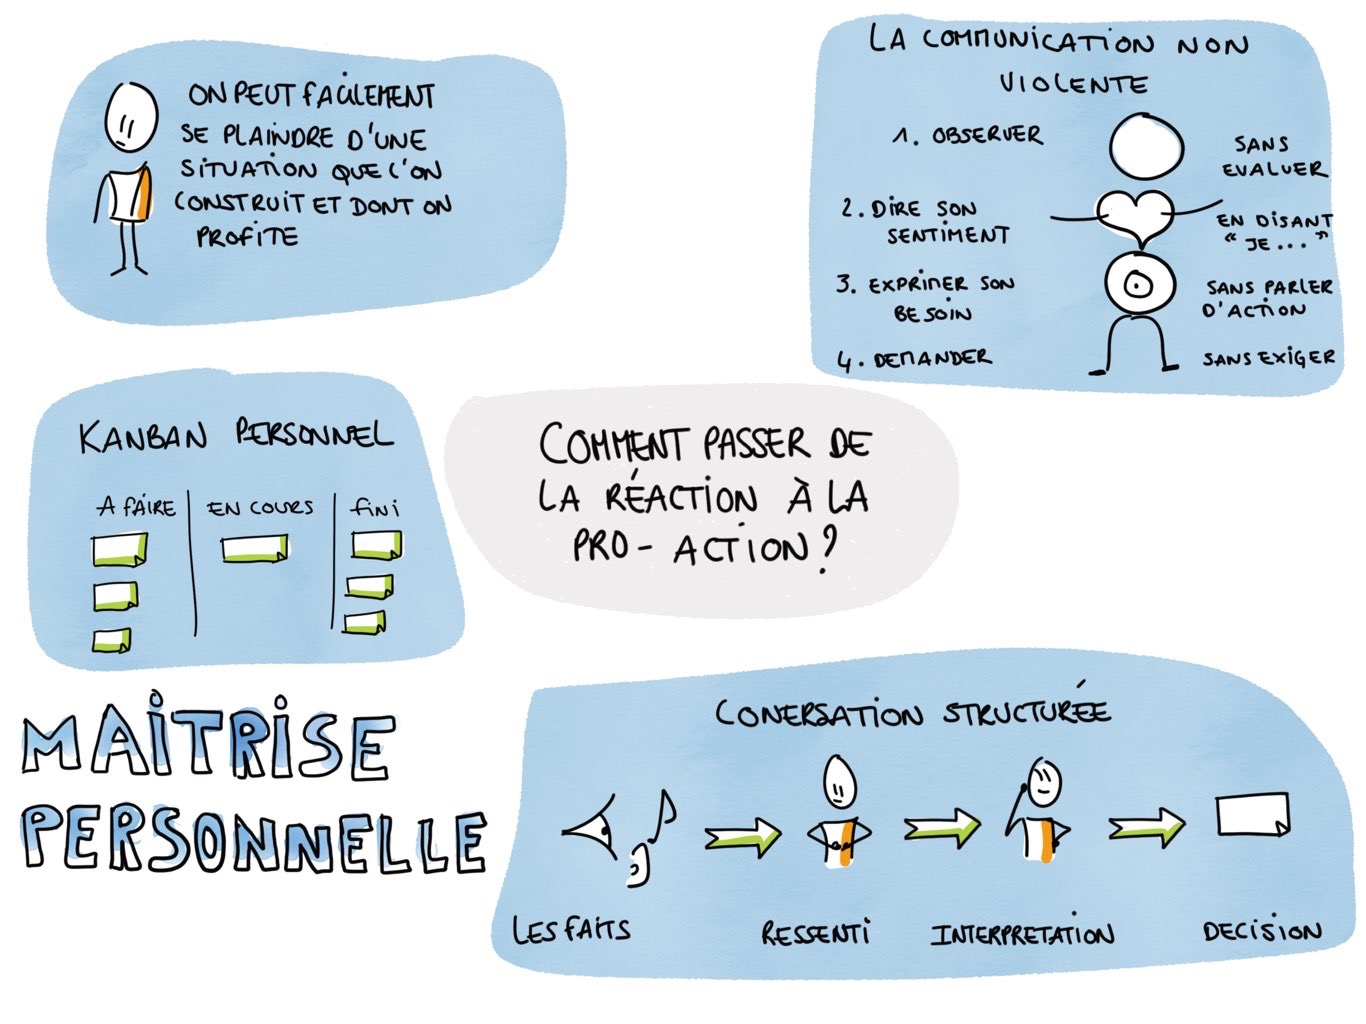 ON PEUT FACILEMENT
SE PLAINDRE D'UNE
SITUATION QUE L'ON
CONSTRUIT ET DONT ON
PROFITE
LA COMMUNICATION NON
VIOLENTE
1. OBSERVER
SANS
EVALUER
2. DIRE SON
SENTIMENT
EN DISANT
"JE..."
3. EXPRIMER SON
BESOIN
SANS PARLER
D'ACTION
4. DEMANDER
SANS EXIGER
KANBAN PERSONNEL
A FAIRE
EN COURS
FINI
COMMENT PASSER DE
LA RÉACTION À LA
PRO-ACTION?
MAITRISE
PERSONNELLE
CONERSATION STRUCTURÉE
LES FAITS
RESSENTI
INTERPRETATION
DECISION